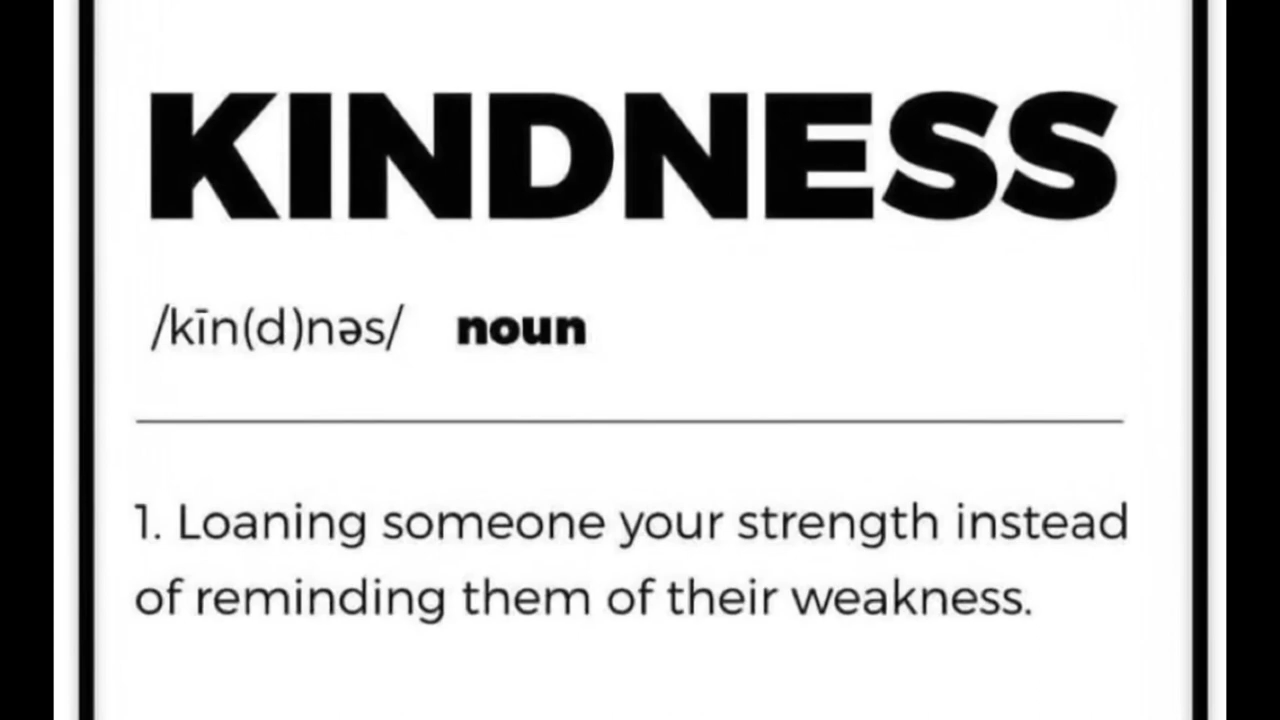 KINDNESS
/kīn(d)nəs/ noun
1. Loaning someone your strength instead
of reminding them of their weakness.